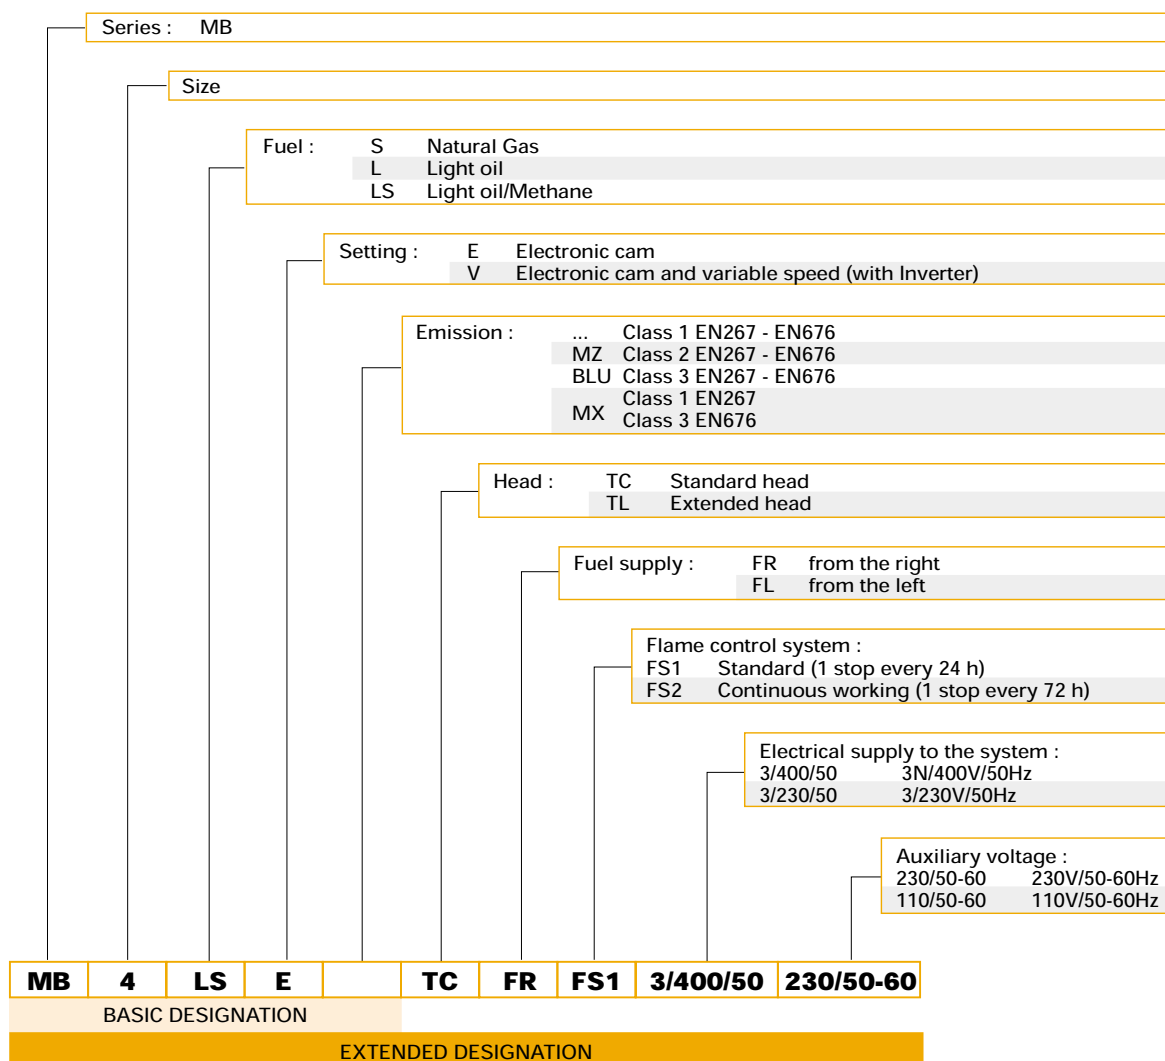 Series : MB
Size
Fuel : S Natural Gas
L Light oil
LS Light oil/Methane
Setting : E Electronic cam
V Electronic cam and variable speed (with Inverter)
Emission : ... Class 1 EN267 - EN676
MZ Class 2 EN267 - EN676
BLU Class 3 EN267 - EN676
MX Class 1 EN267
Class 3 EN676
Head : TC Standard head
TL Extended head
Fuel supply : FR from the right
FL from the left
Flame control system :
FS1 Standard (1 stop every 24 h)
FS2 Continuous working (1 stop every 72 h)
Electrical supply to the system :
3/400/50 3N/400V/50Hz
3/230/50 3/230V/50Hz
Auxiliary voltage :
230/50-60 230V/50-60Hz
110/50-60 110V/50-60Hz
MB 4 LS E TC FR FS1 3/400/50 230/50-60
BASIC DESIGNATION
EXTENDED DESIGNATION